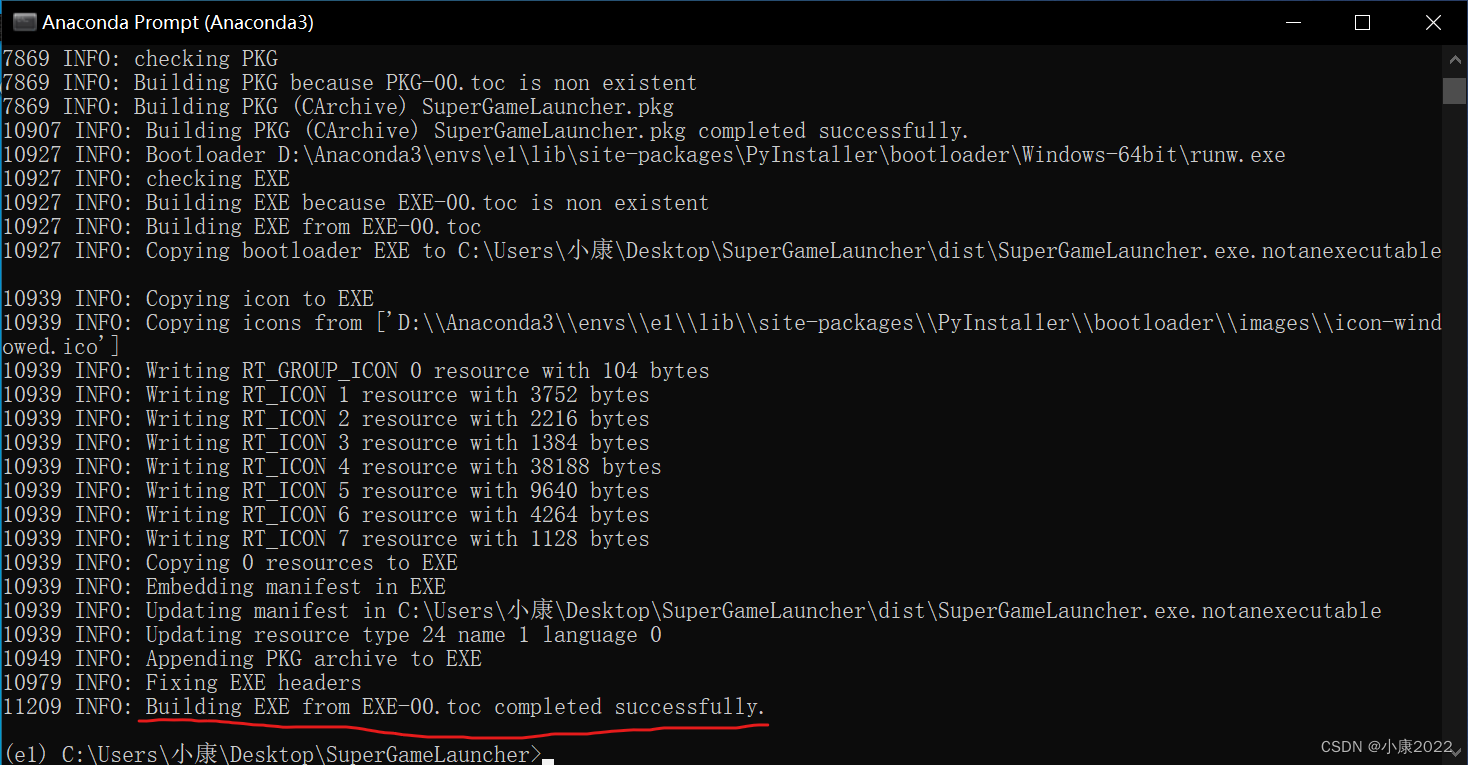 Anaconda Prompt (Anaconda3)
7869 INFO: checking PKG
7869 INFO: Building PKG because PKG-00.toc is non existent
7869 INFO: Building PKG (CArchive) SuperGameLauncher.pkg
10907 INFO: Building PKG (CArchive) SuperGameLauncher.pkg completed successfully.
10927 INFO: Bootloader D:\Anaconda3\envs\e1\lib\site-packages\PyInstaller\bootloader\Windows-64bit\runw.exe
10927 INFO: checking EXE
10927 INFO: Building EXE because EXE-00.toc is non existent
10927 INFO: Building EXE from EXE-00.toc
10927 INFO: Copying bootloader EXE to C:\Users\小康\Desktop\SuperGameLauncher\dist\SuperGameLauncher.exe.notanexecutable
10939 INFO: Copying icon to EXE
10939 INFO: Copying icons from ['D:\\Anaconda3\\envs\\e1\\lib\\site-packages\\PyInstaller\\bootloader\\images\\icon-wind
owed.ico']
10939 INFO: Writing RT_GROUP_ICON 0 resource with 104 bytes
10939 INFO: Writing RT_ICON 1 resource with 3752 bytes
10939 INFO: Writing RT_ICON 2 resource with 2216 bytes
10939 INFO: Writing RT_ICON 3 resource with 1384 bytes
10939 INFO: Writing RT_ICON 4 resource with 38188 bytes
10939 INFO: Writing RT_ICON 5 resource with 9640 bytes
10939 INFO: Writing RT_ICON 6 resource with 4264 bytes
10939 INFO: Writing RT_ICON 7 resource with 1128 bytes
10939 INFO: Copying 0 resources to EXE
10939 INFO: Embedding manifest in EXE
10939 INFO: Updating manifest in C:\Users\小康\Desktop\SuperGameLauncher\dist\SuperGameLauncher.exe.notanexecutable
10939 INFO: Updating resource type 24 name 1 language 0
10949 INFO: Appending PKG archive to EXE
10979 INFO: Fixing EXE headers
11209 INFO: Building EXE from EXE-00.toc completed successfully.
(e1) C:\Users\小康\Desktop\SuperGameLauncher>
CSDN @小康2022